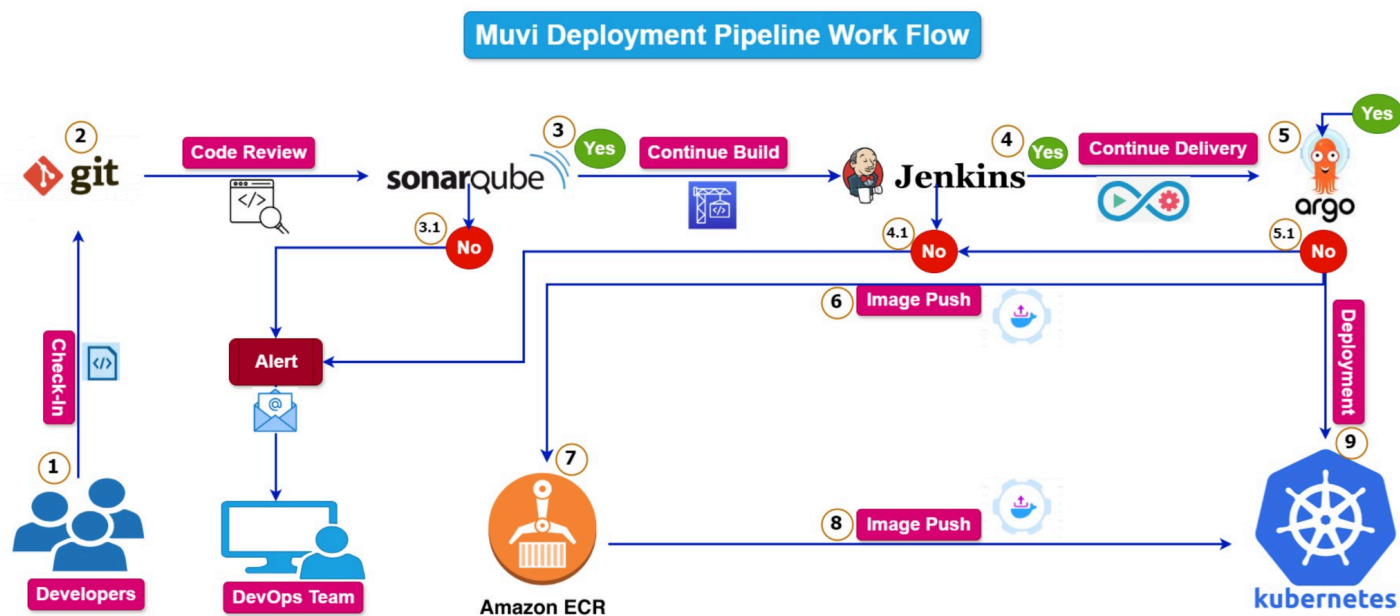 Muvi Deployment Pipeline Work Flow
2
git
Code Review
</>
sonarqube
3
Yes
Continue Build
</>
Jenkins
4
Yes
Continue Delivery
5
Yes
argo
3.1
No
4.1
No
5.1
No
6
Image Push
Check-In
</>
Alert
@
Deployment
1
Developers
DevOps Team
7
Amazon ECR
8
Image Push
9
kubernetes